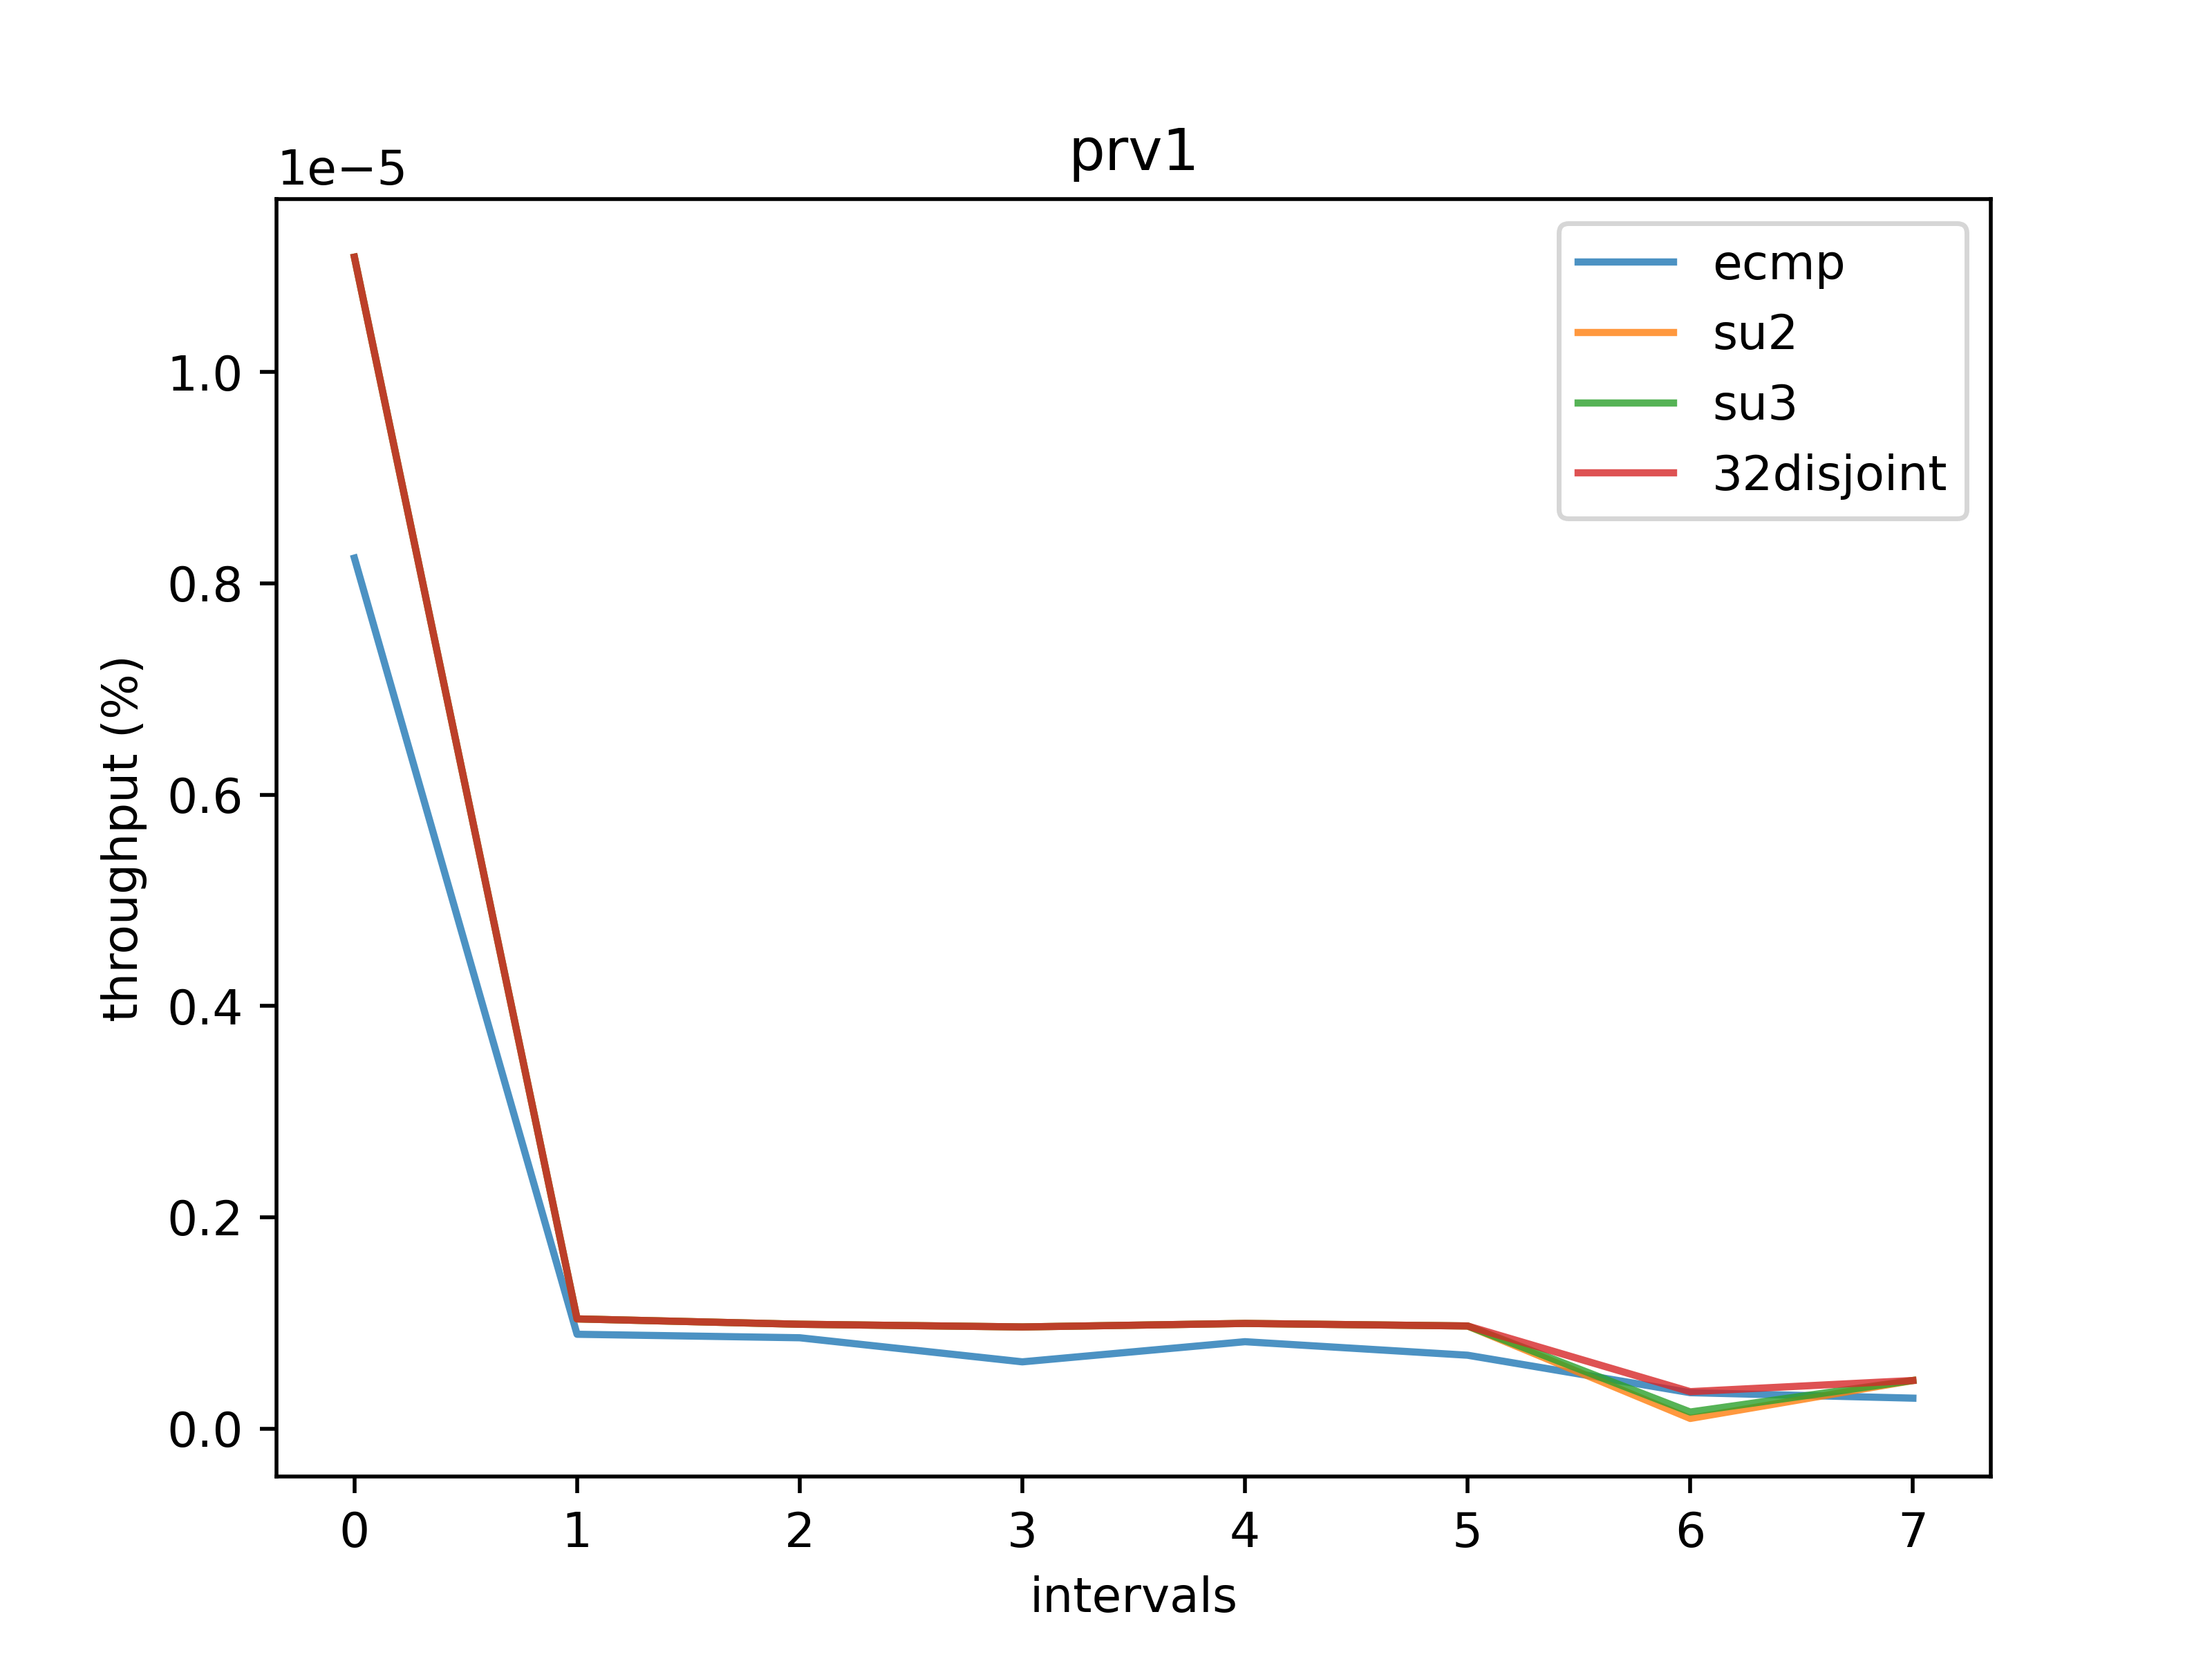 prv1
1e−5
ecmp
su2
su3
32disjoint
1.0
0.8
0.6
0.4
0.2
0.0
throughput (%)
0 1 2 3 4 5 6 7
intervals